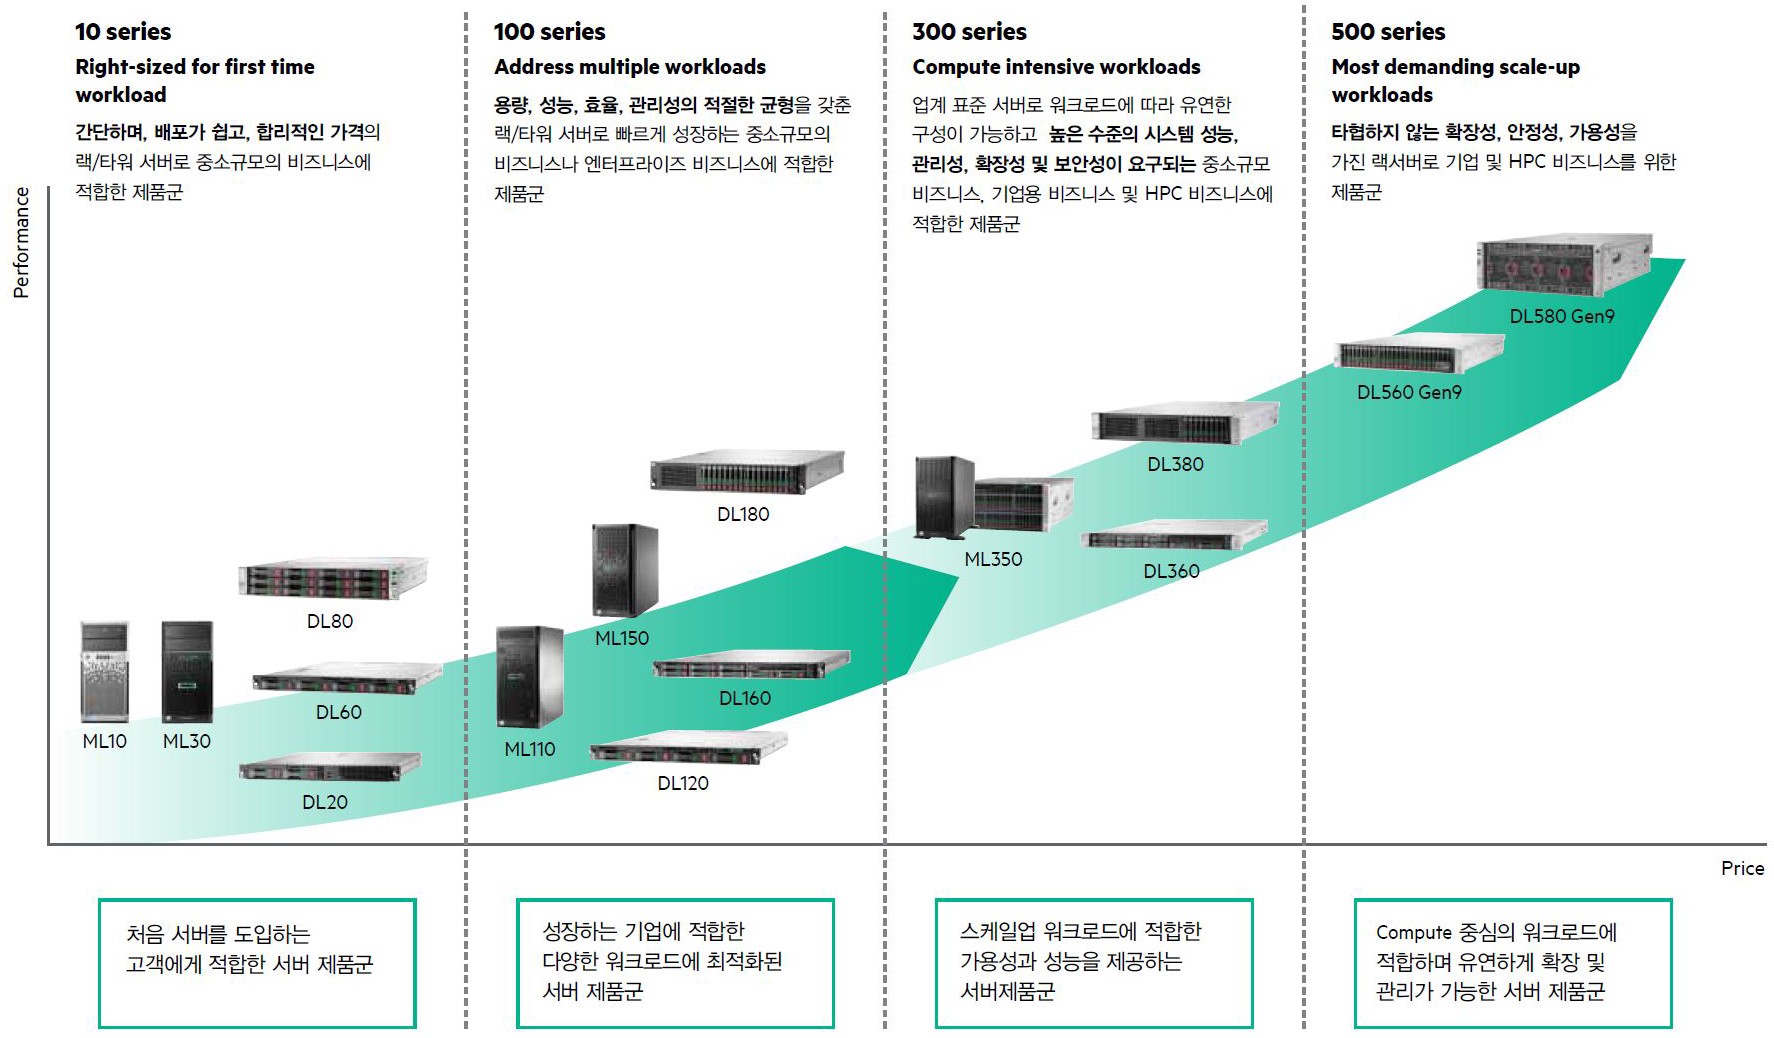 10 series
Right-sized for first time
workload
간단하며, 배포가 쉽고, 합리적인 가격의
랙/타워 서버로 중소규모의 비즈니스에
적합한 제품군
100 series
Address multiple workloads
용량, 성능, 효율, 관리성의 적절한 균형을 갖춘
랙/타워 서버로 빠르게 성장하는 중소규모의
비즈니스나 엔터프라이즈 비즈니스에 적합한
제품군
300 series
Compute intensive workloads
업계 표준 서버로 워크로드에 따라 유연한
구성이 가능하고 높은 수준의 시스템 성능,
관리성, 확장성 및 보안성이 요구되는 중소규모
비즈니스, 기업용 비즈니스 및 HPC 비즈니스에
적합한 제품군
500 series
Most demanding scale-up
workloads
타협하지 않는 확장성, 안정성, 가용성을
가진 랙서버로 기업 및 HPC 비즈니스를 위한
제품군
Performance
DL580 Gen9
DL560 Gen9
DL380
DL180
ML350
DL360
DL80
ML150
DL160
DL60
ML10
ML30
ML110
DL120
DL20
Price
처음 서버를 도입하는
고객에게 적합한 서버 제품군
성장하는 기업에 적합한
다양한 워크로드에 최적화된
서버 제품군
스케일업 워크로드에 적합한
가용성과 성능을 제공하는
서버제품군
Compute 중심의 워크로드에
적합하며 유연하게 확장 및
관리가 가능한 서버 제품군